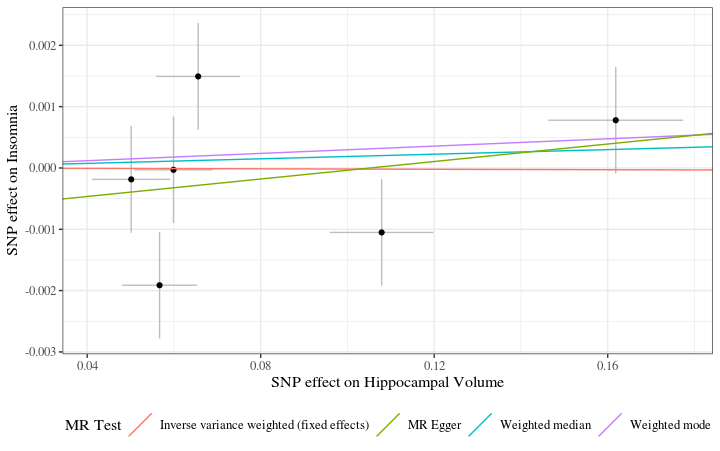 0.002
0.001
0.000
-0.001
-0.002
-0.003
SNP effect on Insomnia
0.04 0.08 0.12 0.16
SNP effect on Hippocampal Volume
MR Test Inverse variance weighted (fixed effects) MR Egger Weighted median Weighted mode